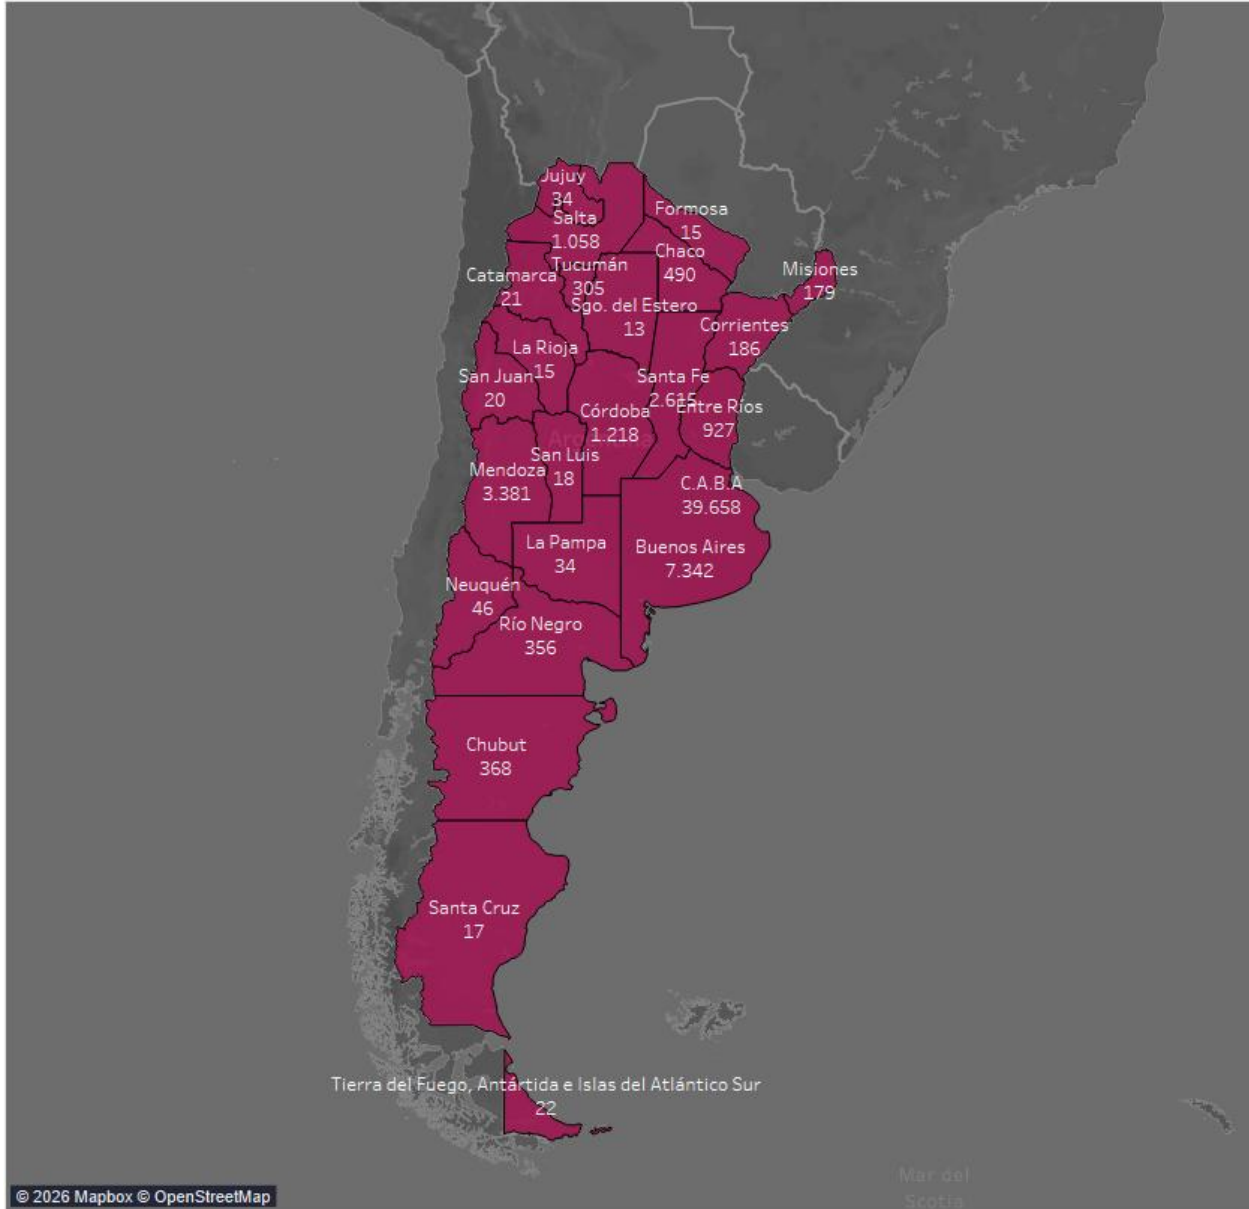 Jujuy
34
Salta
1.058
Formosa
15
Chaco
490
Misiones
179
Tucumán
305
Catamarca
21
Sgo. del Estero
13
Corrientes
186
La Rioja
15
San Juan
20
Santa Fe
2.615
Entre Ríos
927
Córdoba
1.218
San Luis
18
Mendoza
3.381
C.A.B.A
39.658
La Pampa
34
Buenos Aires
7.342
Neuquén
46
Río Negro
356
Chubut
368
Santa Cruz
17
Tierra del Fuego, Antártida e Islas del Atlántico Sur
22
Mar del
Scotia
© 2026 Mapbox © OpenStreetMap